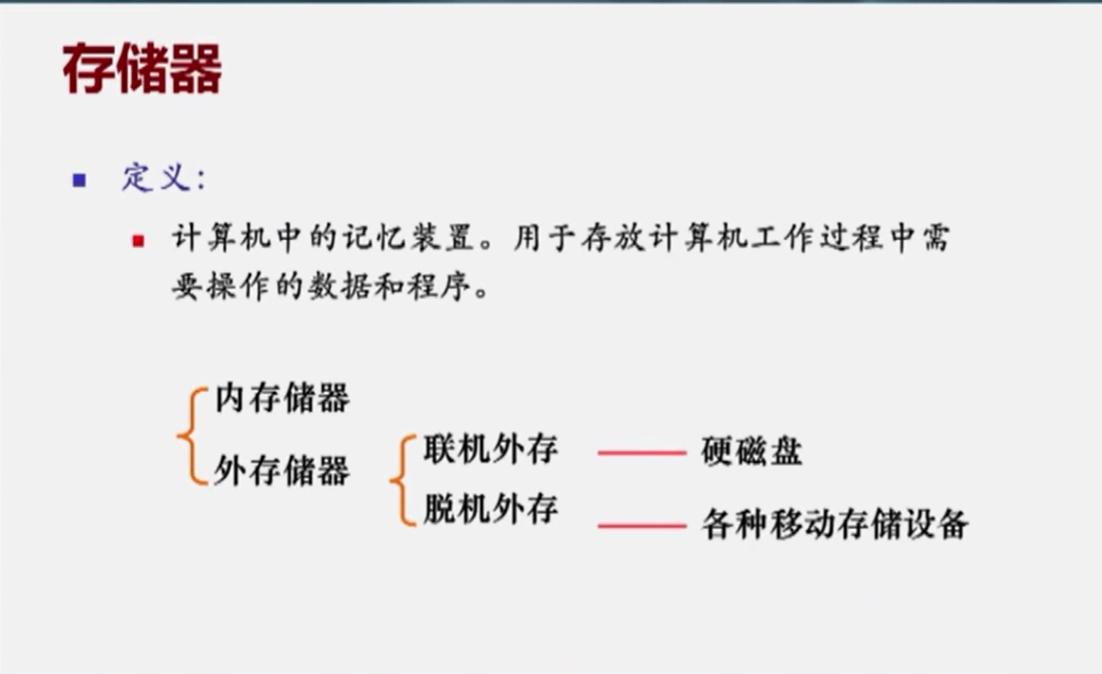 存储器
定义：
计算机中的记忆装置。用于存放计算机工作过程中需
要操作的数据和程序。
内存储器
外存储器
联机外存
硬磁盘
脱机外存
各种移动存储设备